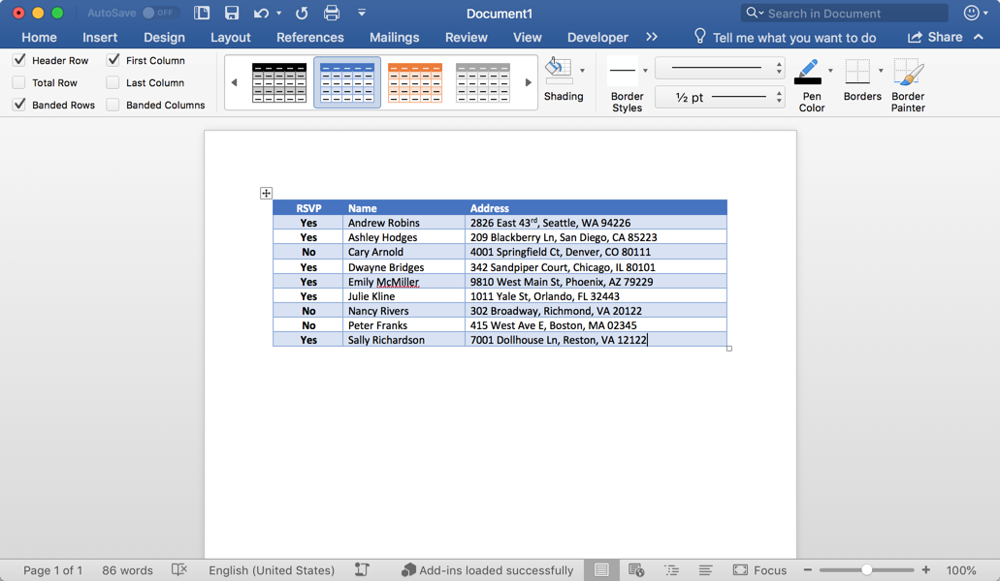 AutoSave OFF Document1 Search in Document
Home Insert Design Layout References Mailings Review View Developer >> Tell me what you want to do Share
Header Row First Column
Total Row Last Column
Banded Rows Banded Columns
Shading
Border Styles
½ pt
Pen Color
Borders
Border Painter
RSVP Name Address
Yes Andrew Robins 2826 East 43rd, Seattle, WA 94226
Yes Ashley Hodges 209 Blackberry Ln, San Diego, CA 85223
No Cary Arnold 4001 Springfield Ct, Denver, CO 80111
Yes Dwayne Bridges 342 Sandpiper Court, Chicago, IL 80101
Yes Emily McMiller 9810 West Main St, Phoenix, AZ 79229
Yes Julie Kline 1011 Yale St, Orlando, FL 32443
No Nancy Rivers 302 Broadway, Richmond, VA 20122
No Peter Franks 415 West Ave E, Boston, MA 02345
Yes Sally Richardson 7001 Dollhouse Ln, Reston, VA 12122
Page 1 of 1 86 words English (United States) Add-ins loaded successfully Focus 100%